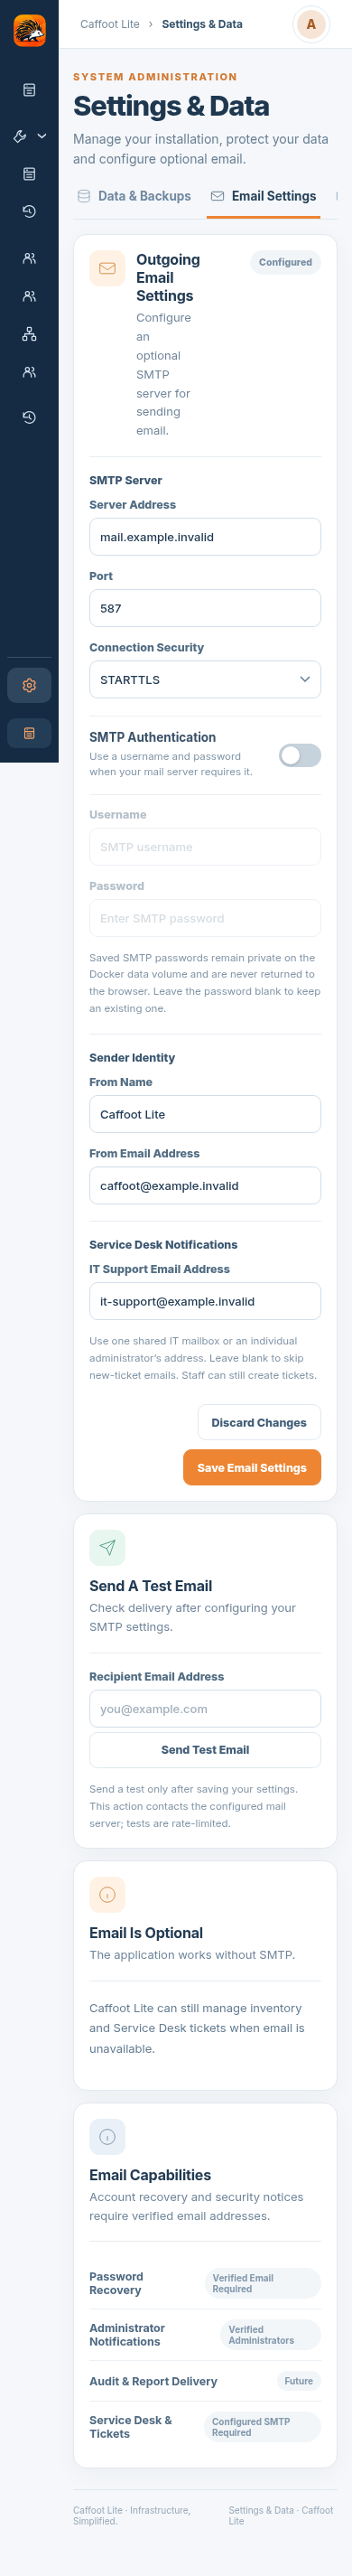 Caffoot Lite › Settings & Data
A
SYSTEM ADMINISTRATION
Settings & Data
Manage your installation, protect your data
and configure optional email.
Data & Backups
Email Settings
Outgoing
Email
Settings
Configured
Configure
an
optional
SMTP
server for
sending
email.
SMTP Server
Server Address
mail.example.invalid
Port
587
Connection Security
STARTTLS
SMTP Authentication
Use a username and password
when your mail server requires it.
Username
SMTP username
Password
Enter SMTP password
Saved SMTP passwords remain private on the
Docker data volume and are never returned to
the browser. Leave the password blank to keep
an existing one.
Sender Identity
From Name
Caffoot Lite
From Email Address
caffoot@example.invalid
Service Desk Notifications
IT Support Email Address
it-support@example.invalid
Use one shared IT mailbox or an individual
administrator's address. Leave blank to skip
new-ticket emails. Staff can still create tickets.
Discard Changes
Save Email Settings
Send A Test Email
Check delivery after configuring your
SMTP settings.
Recipient Email Address
you@example.com
Send Test Email
Send a test only after saving your settings.
This action contacts the configured mail
server; tests are rate-limited.
Email Is Optional
The application works without SMTP.
Caffoot Lite can still manage inventory
and Service Desk tickets when email is
unavailable.
Email Capabilities
Account recovery and security notices
require verified email addresses.
Password
Recovery
Verified Email
Required
Administrator
Notifications
Verified
Administrators
Audit & Report Delivery
Future
Service Desk &
Tickets
Configured SMTP
Required
Caffoot Lite · Infrastructure,
Simplified.
Settings & Data · Caffoot
Lite